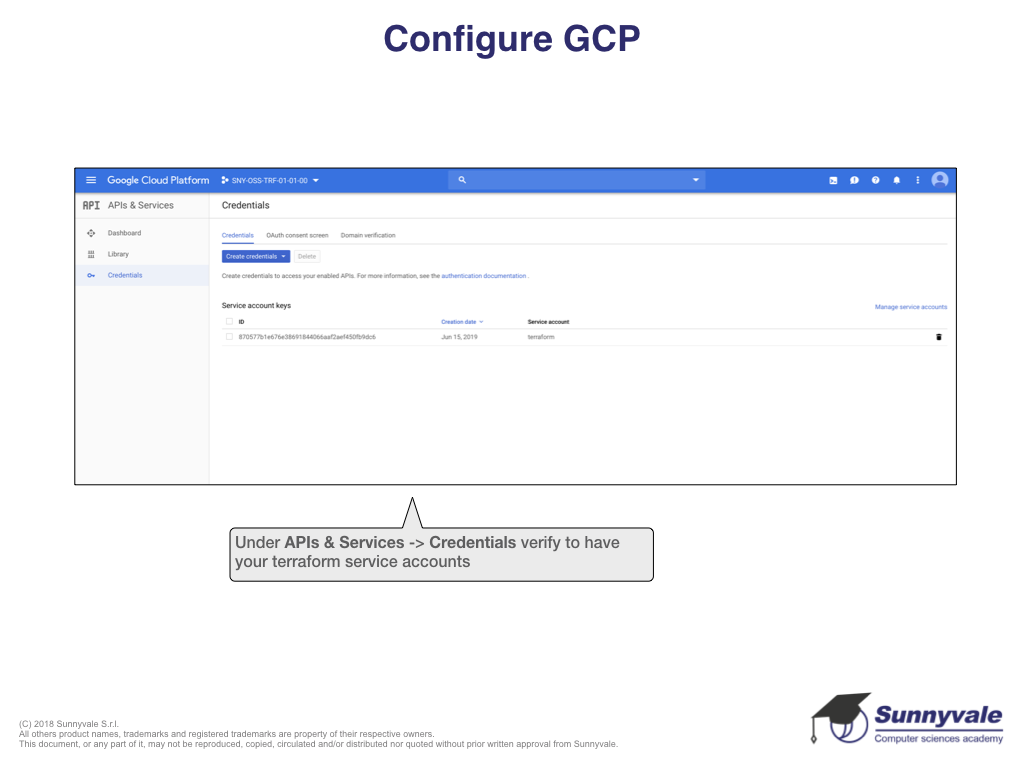 Configure GCP
Google Cloud Platform SNY-OSS-TRF-01-01-00
API APIs & Services Credentials
Dashboard
Library
Credentials
Credentials OAuth consent screen Domain verification
Create credentials Delete
Create credentials to access your enabled APIs. For more information, see the authentication documentation .
Service account keys Manage service accounts
ID Creation date Service account
870577b1e676e38691844066aaf2aef450fb9dc6 Jun 15, 2019 terraform
Under APIs & Services -> Credentials verify to have
your terraform service accounts
(C) 2018 Sunnyvale S.r.l.
All others product names, trademarks and registered trademarks are property of their respective owners.
This document, or any part of it, may not be reproduced, copied, circulated and/or distributed nor quoted without prior written approval from Sunnyvale.
Sunnyvale
Computer sciences academy